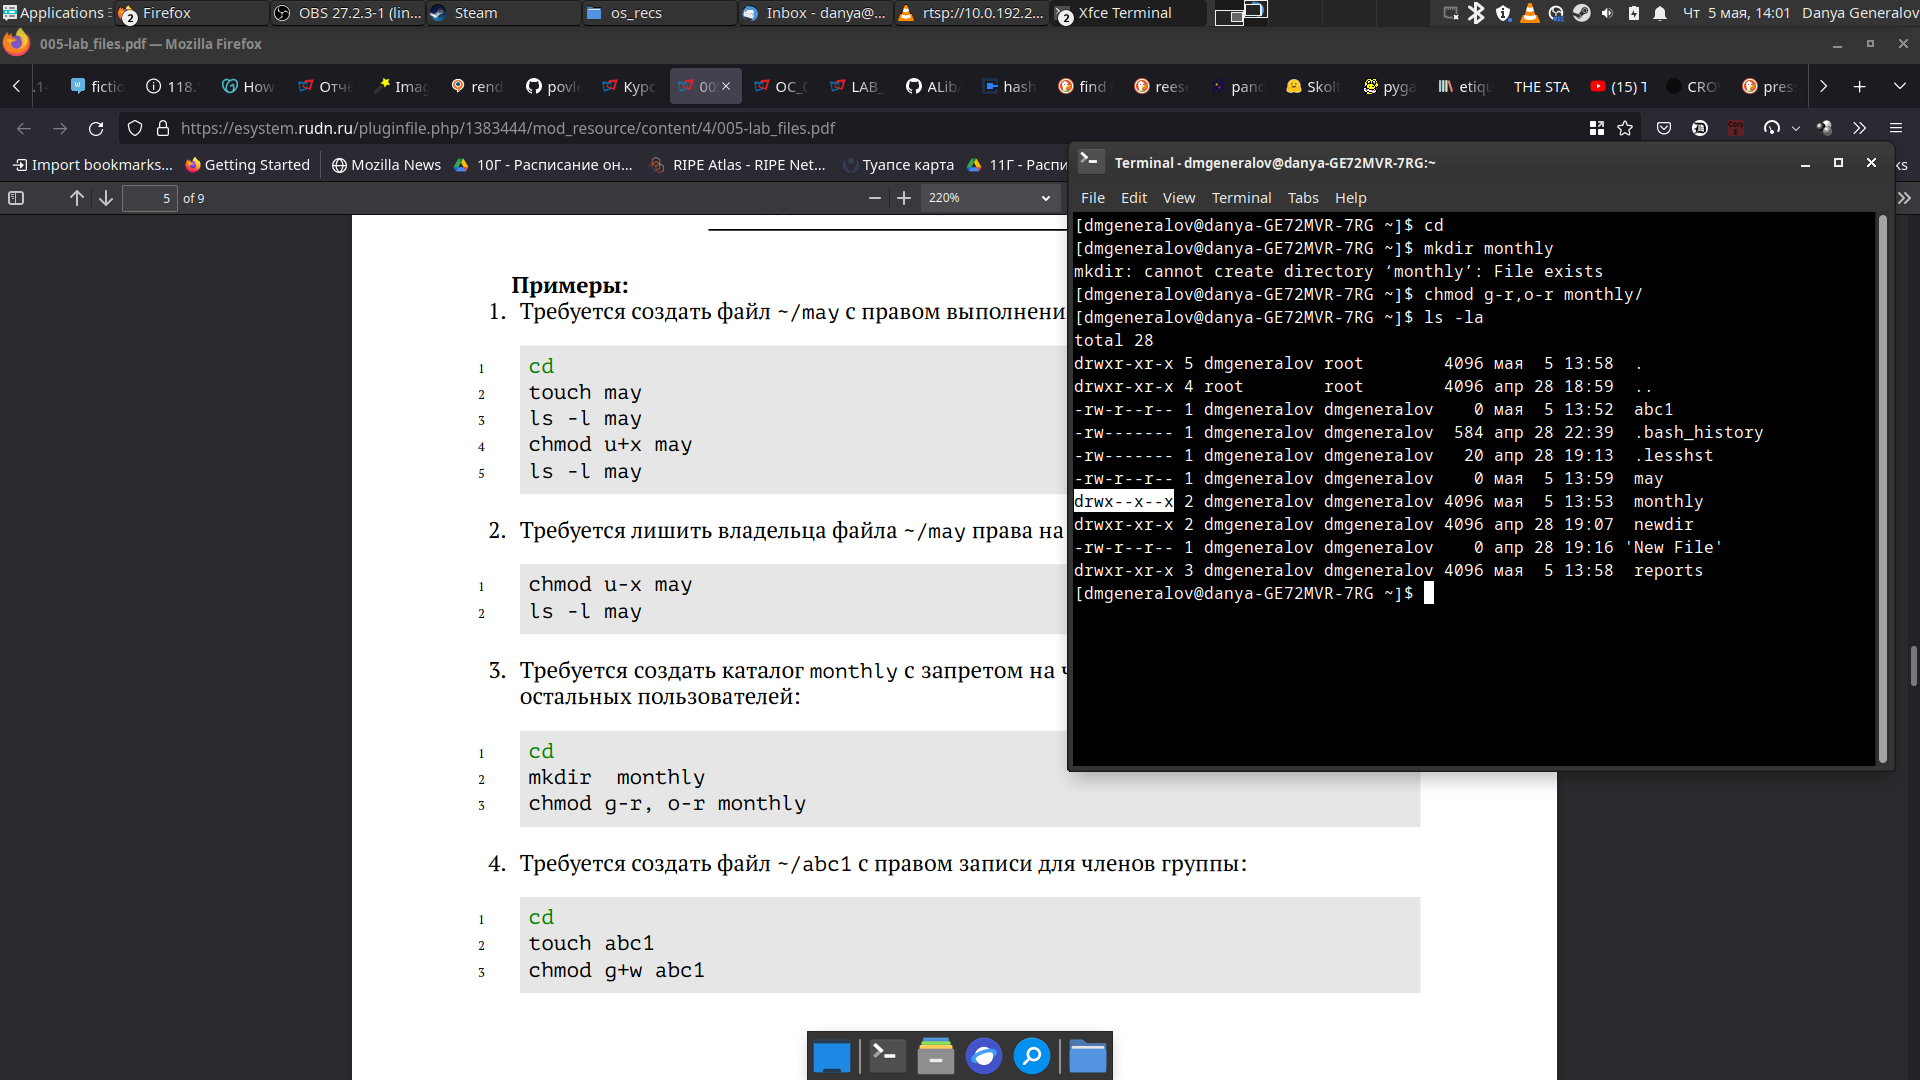 Applications
2 Firefox
OBS 27.2.3-1 (lin...
Steam
os_recs
Inbox - danya@...
rtsp://10.0.192.2...
2 Xfce Terminal
Чт 5 мая, 14:01
Danya Generalov
005-lab_files.pdf — Mozilla Firefox
fictio
118.
How
Отчё
Imag
rend
povle
Курс
00
OC_
LAB_
ALib
hash
find
reese
pand
Skolt
pyga
etiqu
THE STA
(15) T
CRO
pres
https://esystem.rudn.ru/pluginfile.php/1383444/mod_resource/content/4/005-lab_files.pdf
Import bookmarks...
Getting Started
Mozilla News
10Г - Расписание он...
RIPE Atlas - RIPE Net...
Туапсе карта
11Г - Распи
ks
5 of 9
220%
Примеры:
1. Требуется создать файл ~/may с правом выполнени
1 cd
2 touch may
3 ls -l may
4 chmod u+x may
5 ls -l may
2. Требуется лишить владельца файла ~/may права на
1 chmod u-x may
2 ls -l may
3. Требуется создать каталог monthly с запретом на ч
остальных пользователей:
1 cd
2 mkdir  monthly
3 chmod g-r, o-r monthly
4. Требуется создать файл ~/abc1 с правом записи для членов группы:
1 cd
2 touch abc1
3 chmod g+w abc1
Terminal - dmgeneralov@danya-GE72MVR-7RG:~
File Edit View Terminal Tabs Help
[dmgeneralov@danya-GE72MVR-7RG ~]$ cd
[dmgeneralov@danya-GE72MVR-7RG ~]$ mkdir monthly
mkdir: cannot create directory ‘monthly’: File exists
[dmgeneralov@danya-GE72MVR-7RG ~]$ chmod g-r,o-r monthly/
[dmgeneralov@danya-GE72MVR-7RG ~]$ ls -la
total 28
drwxr-xr-x 5 dmgeneralov root        4096 мая  5 13:58  .
drwxr-xr-x 4 root        root        4096 апр 28 18:59  ..
-rw-r--r-- 1 dmgeneralov dmgeneralov    0 мая  5 13:52  abc1
-rw------- 1 dmgeneralov dmgeneralov  584 апр 28 22:39  .bash_history
-rw------- 1 dmgeneralov dmgeneralov   20 апр 28 19:13  .lesshst
-rw-r--r-- 1 dmgeneralov dmgeneralov    0 мая  5 13:59  may
drwx--x--x 2 dmgeneralov dmgeneralov 4096 мая  5 13:53  monthly
drwxr-xr-x 2 dmgeneralov dmgeneralov 4096 апр 28 19:07  newdir
-rw-r--r-- 1 dmgeneralov dmgeneralov    0 апр 28 19:16 'New File'
drwxr-xr-x 3 dmgeneralov dmgeneralov 4096 мая  5 13:58  reports
[dmgeneralov@danya-GE72MVR-7RG ~]$